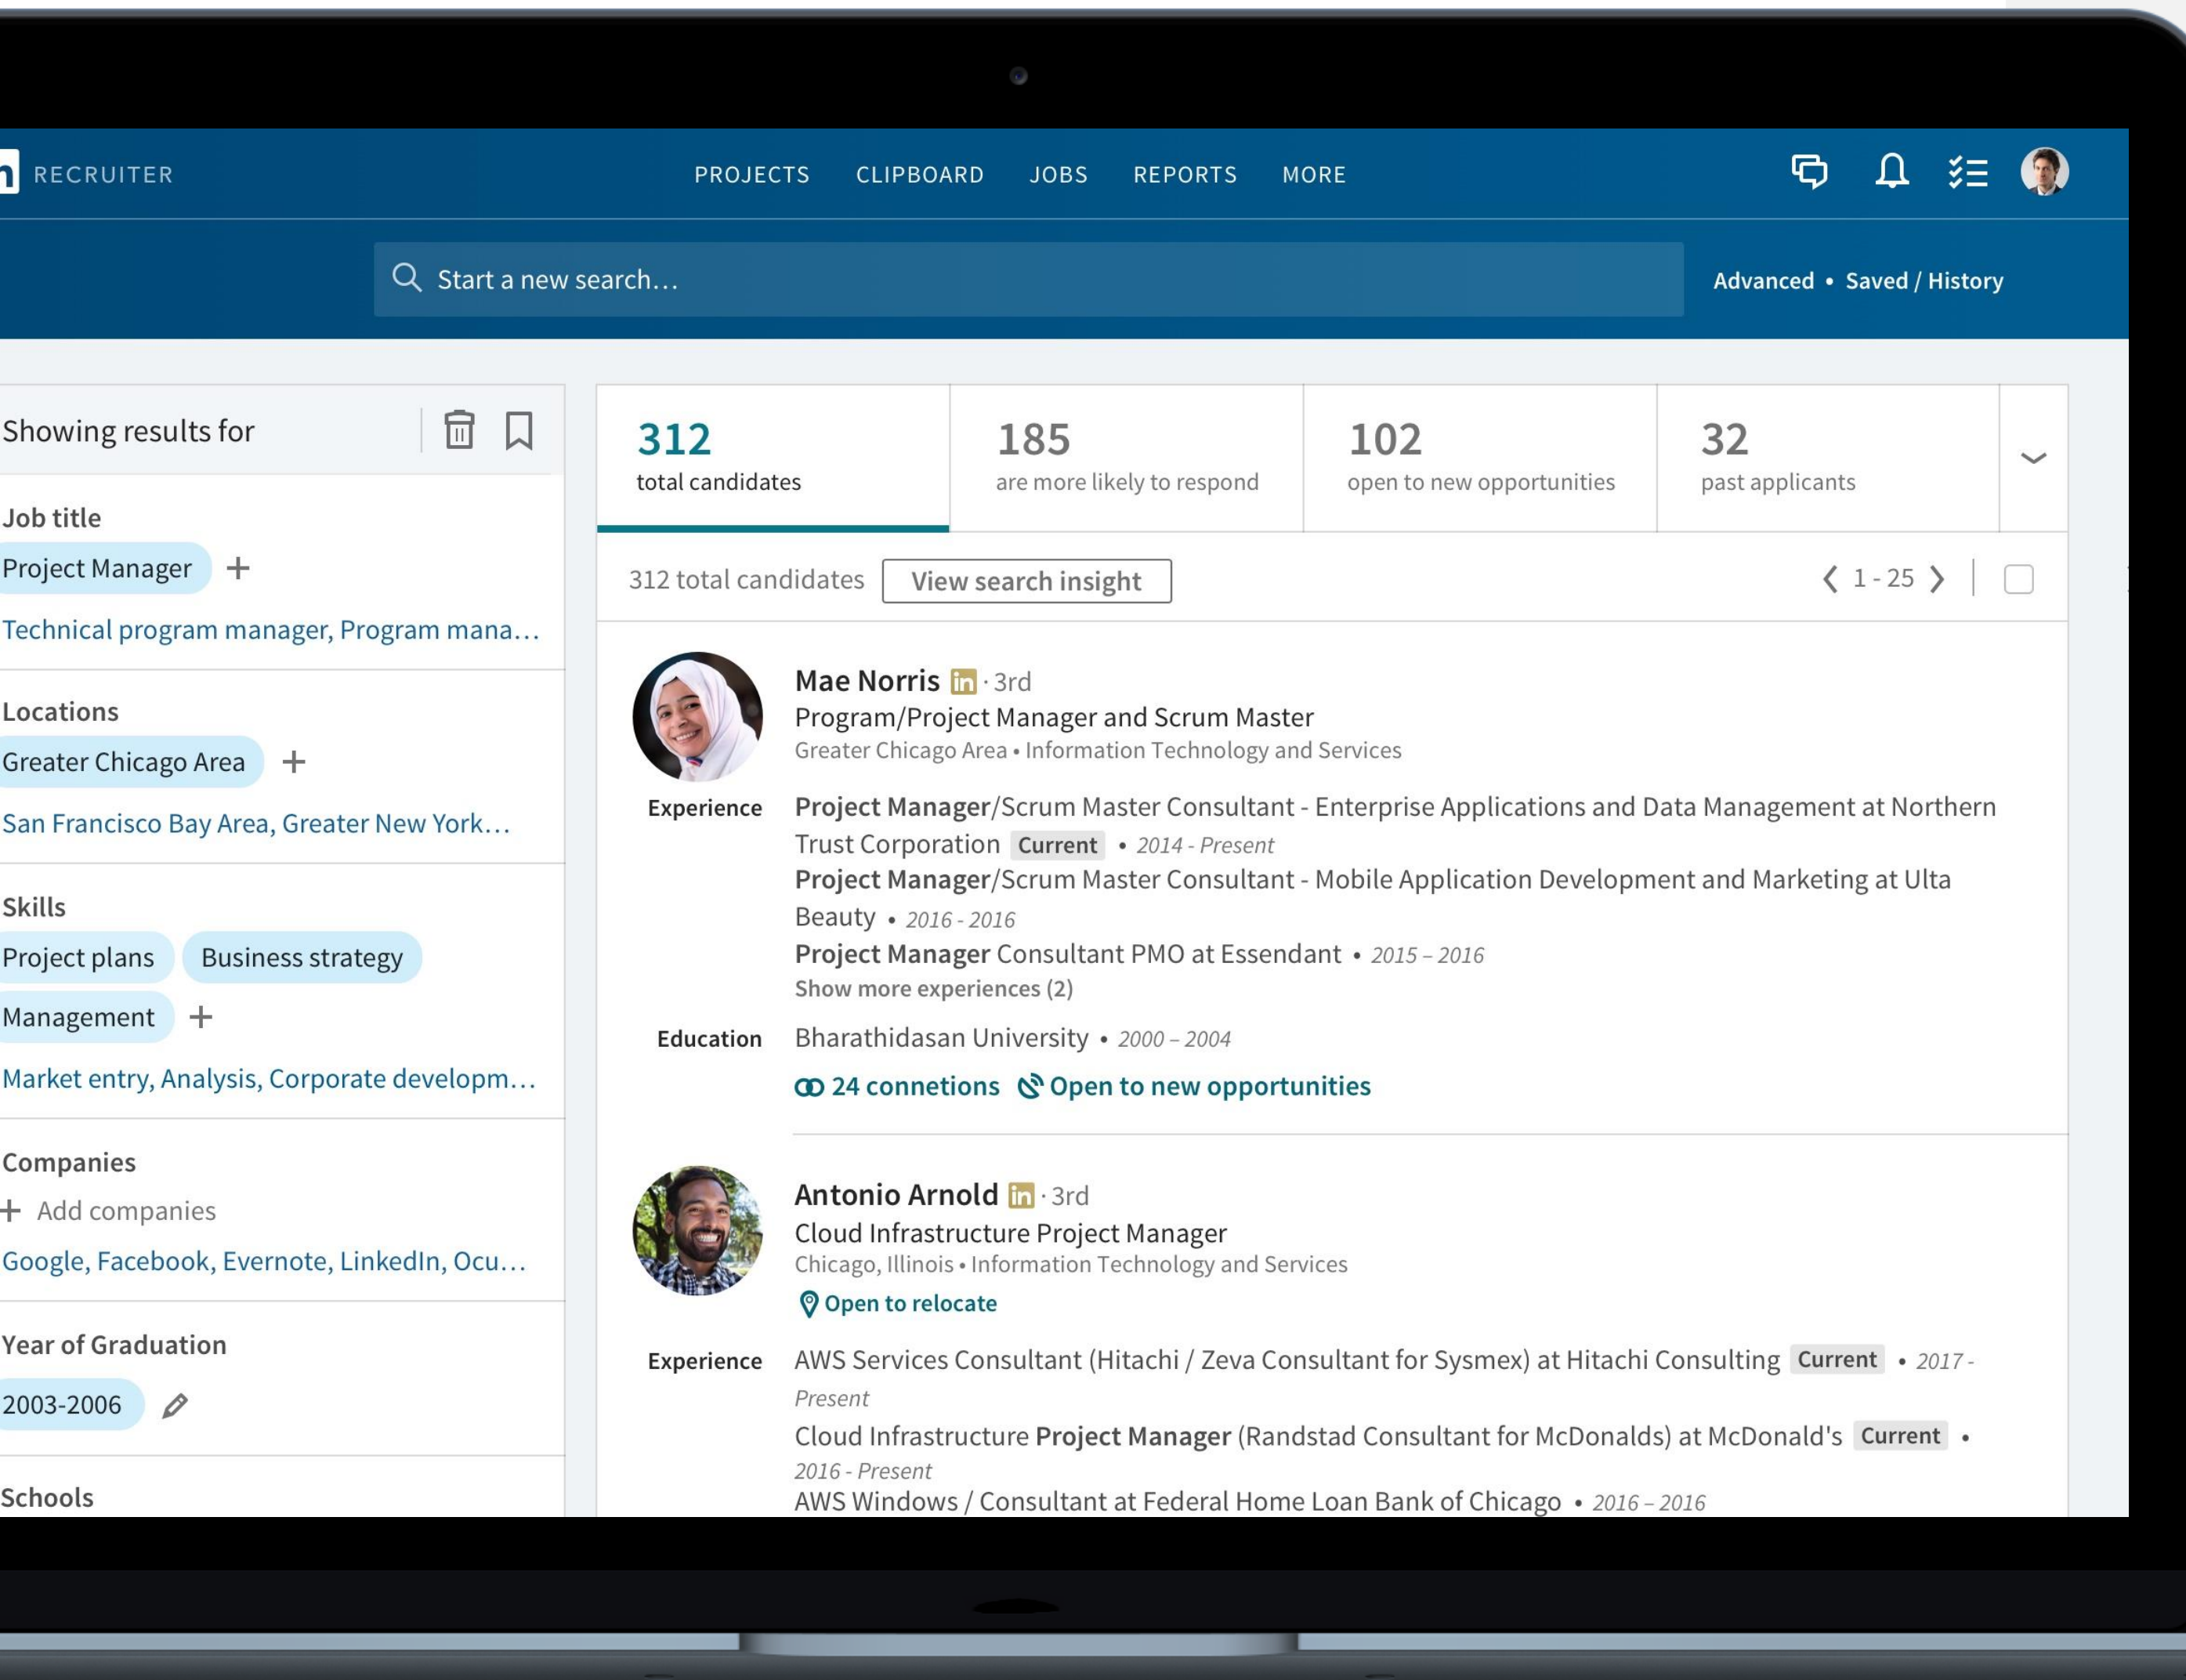 RECRUITER
PROJECTS CLIPBOARD JOBS REPORTS MORE
Start a new search...
Advanced • Saved / History
Showing results for
Job title
Project Manager +
Technical program manager, Program mana...
Locations
Greater Chicago Area +
San Francisco Bay Area, Greater New York...
Skills
Project plans Business strategy
Management +
Market entry, Analysis, Corporate developm...
Companies
+ Add companies
Google, Facebook, Evernote, LinkedIn, Ocu...
Year of Graduation
2003-2006
Schools
312
total candidates
185
are more likely to respond
102
open to new opportunities
32
past applicants
312 total candidates View search insight
1 - 25
Mae Norris in · 3rd
Program/Project Manager and Scrum Master
Greater Chicago Area • Information Technology and Services
Experience Project Manager/Scrum Master Consultant - Enterprise Applications and Data Management at Northern
Trust Corporation Current • 2014 - Present
Project Manager/Scrum Master Consultant - Mobile Application Development and Marketing at Ulta
Beauty • 2016 - 2016
Project Manager Consultant PMO at Essendant • 2015 – 2016
Show more experiences (2)
Education Bharathidasan University • 2000 – 2004
24 connetions Open to new opportunities
Antonio Arnold in · 3rd
Cloud Infrastructure Project Manager
Chicago, Illinois • Information Technology and Services
Open to relocate
Experience AWS Services Consultant (Hitachi / Zeva Consultant for Sysmex) at Hitachi Consulting Current • 2017 -
Present
Cloud Infrastructure Project Manager (Randstad Consultant for McDonalds) at McDonald's Current •
2016 - Present
AWS Windows / Consultant at Federal Home Loan Bank of Chicago • 2016 – 2016